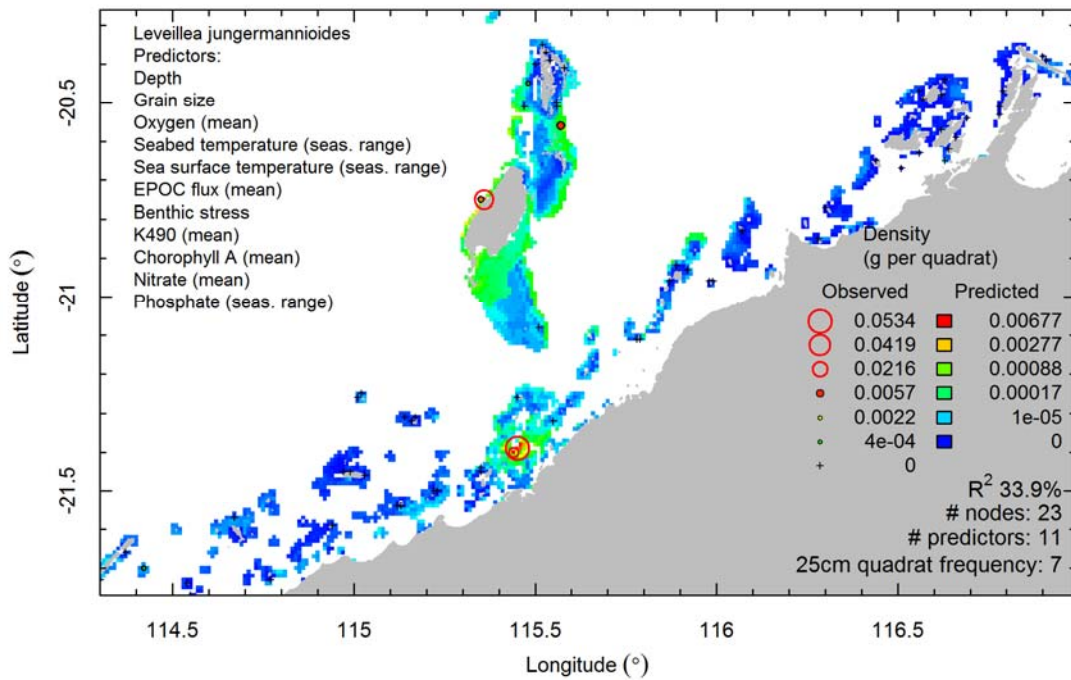 Leveillea jungermannioides
Predictors:
Depth
Grain size
Oxygen (mean)
Seabed temperature (seas. range)
Sea surface temperature (seas. range)
EPOC flux (mean)
Benthic stress
K490 (mean)
Chorophyll A (mean)
Nitrate (mean)
Phosphate (seas. range)
Latitude (°)
-20.5
-21
-21.5
Density
(g per quadrat)
Observed Predicted
0.0534 0.00677
0.0419 0.00277
0.0216 0.00088
0.0057 0.00017
0.0022 1e-05
4e-04 0
0
R² 33.9%
# nodes: 23
# predictors: 11
25cm quadrat frequency: 7
114.5 115 115.5 116 116.5
Longitude (°)